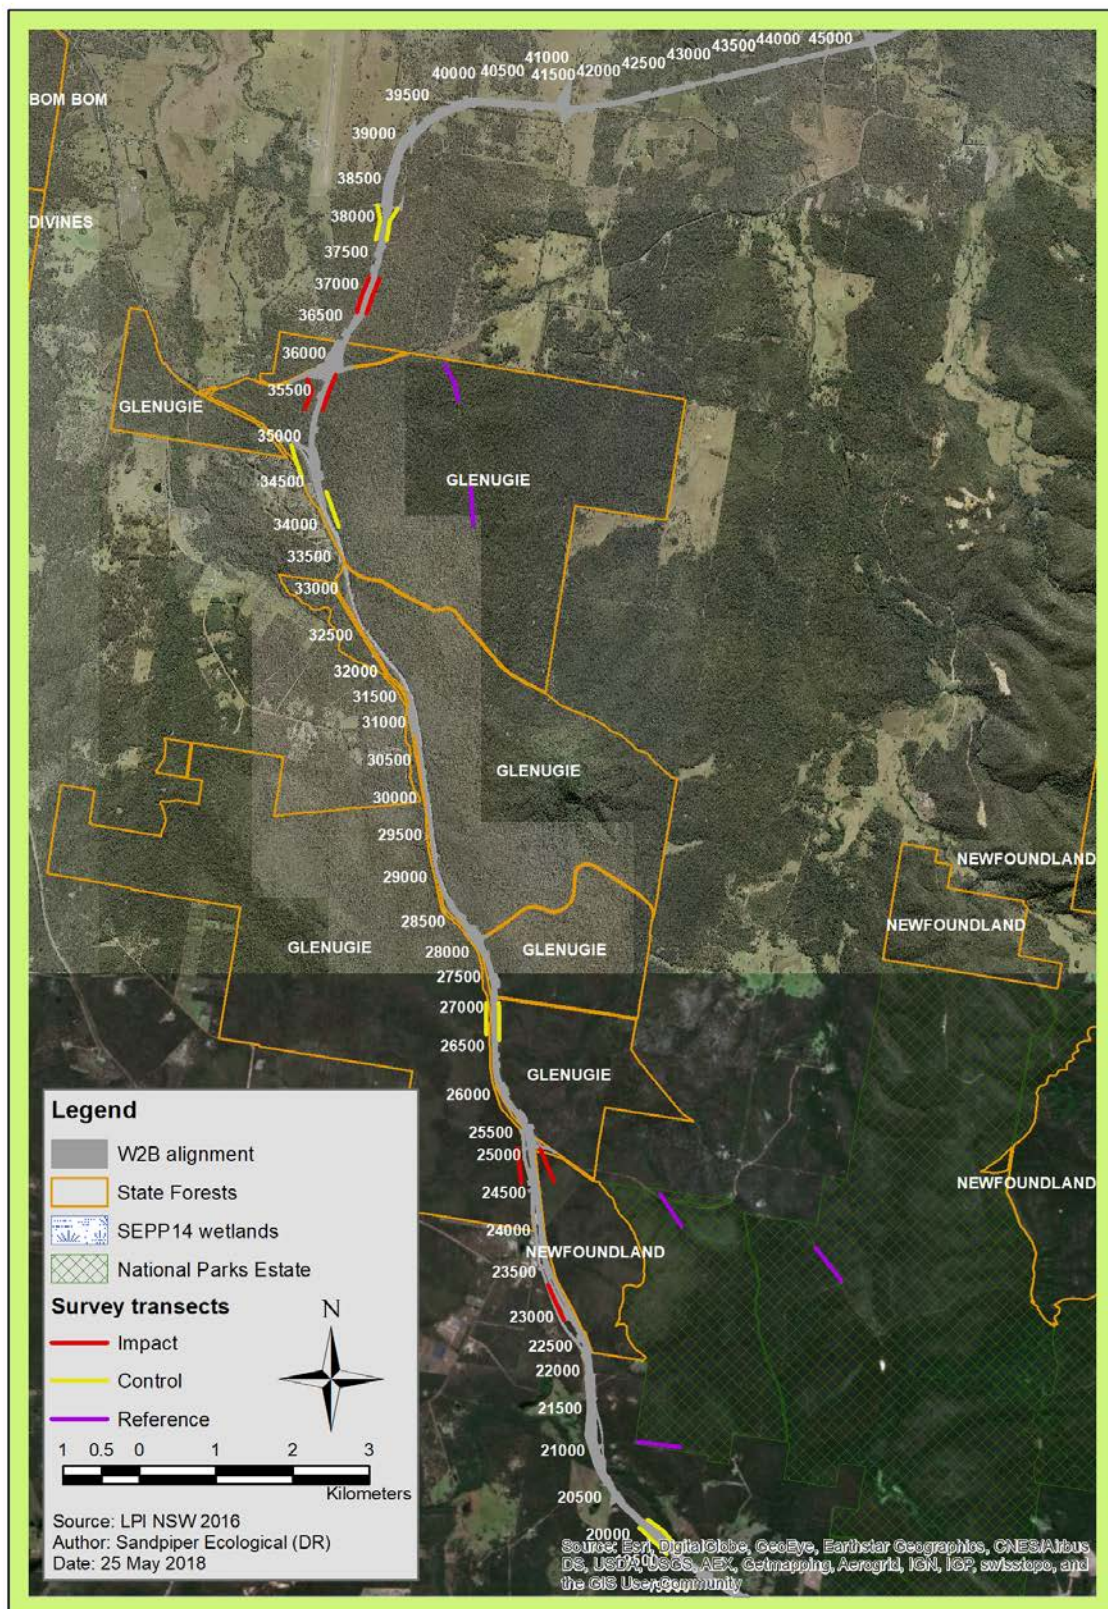 41000
40000 40500 41500 42000 42500 43000 43500 44000 45000
39500
BOM BOM
39000
38500
38000
DIVINES
37500
37000
36500
36000
35500
GLENUGIE
35000
34500
GLENUGIE
34000
33500
33000
32500
32000
31500
31000
30500
GLENUGIE
30000
29500
29000
NEWFOUNDLAND
28500
NEWFOUNDLAND
GLENUGIE
28000
GLENUGIE
27500
27000
26500
GLENUGIE
26000
25500
25000
24500
NEWFOUNDLAND
24000
NEWFOUNDLAND
23500
23000
22500
22000
21500
21000
20500
20000
19500
Legend
W2B alignment
State Forests
SEPP14 wetlands
National Parks Estate
Survey transects
N
Impact
Control
Reference
1 0.5 0 1 2 3
Kilometers
Source: LPI NSW 2016
Author: Sandpiper Ecological (DR)
Date: 25 May 2018
Source: Esri, DigitalGlobe, GeoEye, Earthstar Geographics, CNES/Airbus
DS, USDA, USGS, AEX, Getmapping, Aerogrid, IGN, IGP, swisstopo, and
the GIS User Community